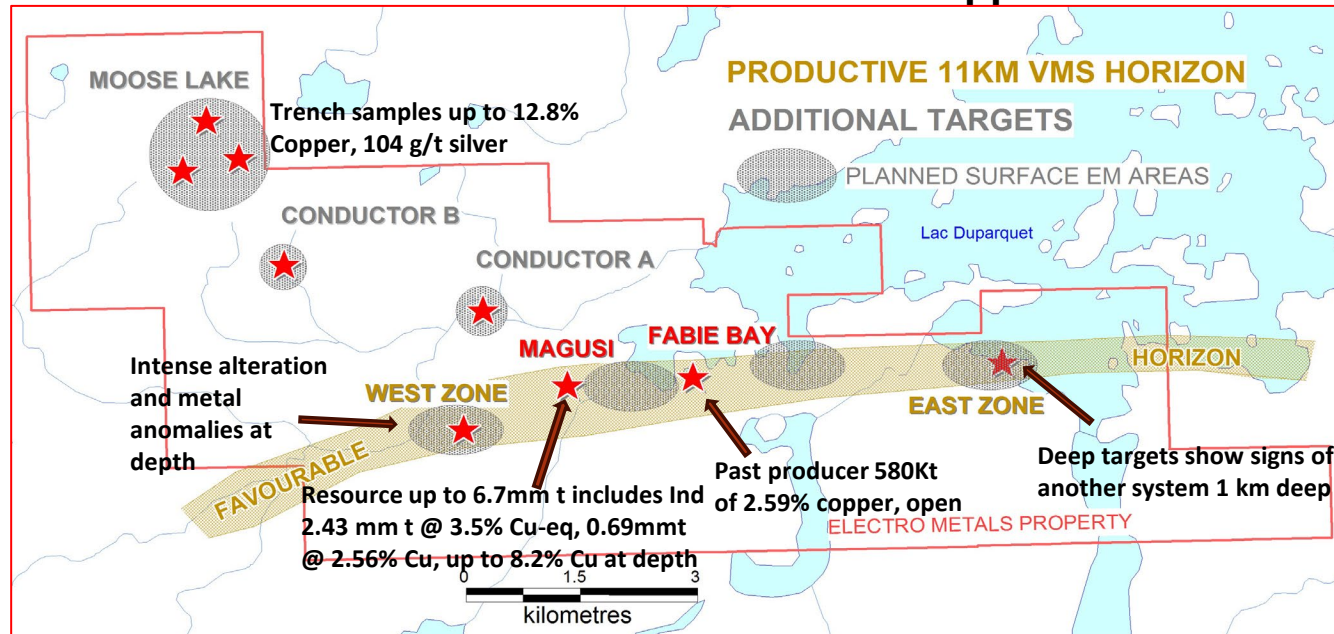 MOOSE LAKE
Trench samples up to 12.8%
Copper, 104 g/t silver
PRODUCTIVE 11KM VMS HORIZON
ADDITIONAL TARGETS
PLANNED SURFACE EM AREAS
CONDUCTOR B
Lac Duparquet
CONDUCTOR A
MAGUSI
FABIE BAY
HORIZON
Intense alteration
and metal
anomalies at
depth
WEST ZONE
EAST ZONE
FAVOURABLE
Resource up to 6.7mm t includes Ind
2.43 mm t @ 3.5% Cu-eq, 0.69mmt
@ 2.56% Cu, up to 8.2% Cu at depth
Past producer 580Kt
of 2.59% copper, open
Deep targets show signs of
another system 1 km deep
ELECTRO METALS PROPERTY
0 1.5 3
kilometres